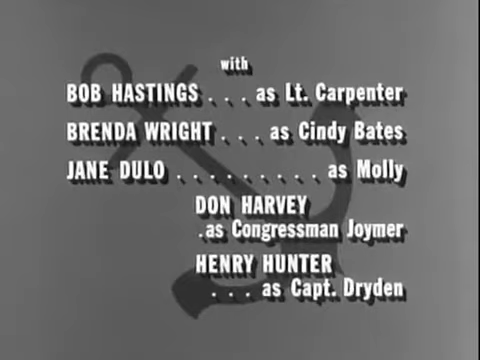 with
BOB HASTINGS . . . as Lt. Carpenter
BRENDA WRIGHT . . . as Cindy Bates
JANE DULO . . . . . . . . . as Molly
DON HARVEY
.as Congressman Joymer
HENRY HUNTER
. . . as Capt. Dryden